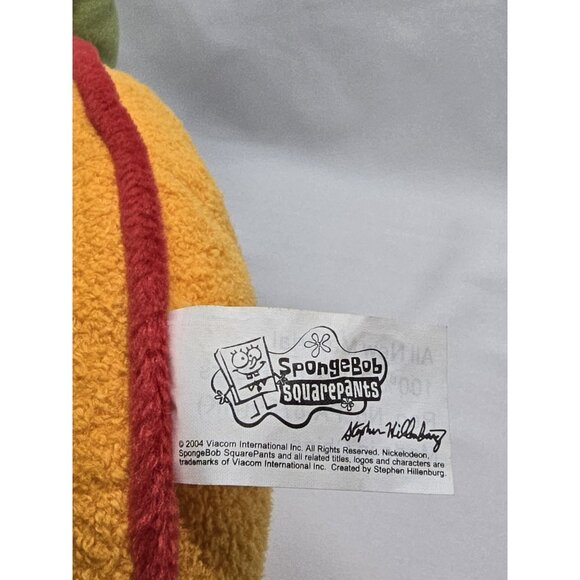 SpongeBob
SquarePants
Stephen Hillenburg
© 2004 Viacom International Inc. All Rights Reserved. Nickelodeon,
SpongeBob SquarePants and all related titles, logos and characters are
trademarks of Viacom International Inc. Created by Stephen Hillenburg.